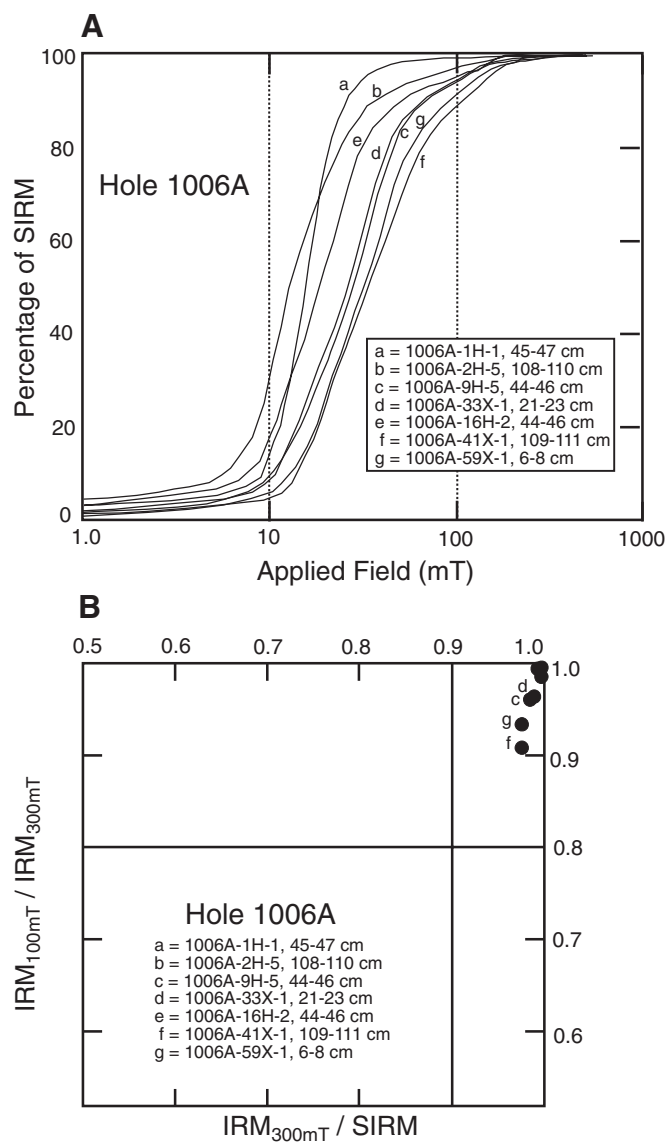 A
100
80
60
40
20
0
Percentage of SIRM
Hole 1006A
a
b
e
d
c
g
f
a = 1006A-1H-1, 45-47 cm
b = 1006A-2H-5, 108-110 cm
c = 1006A-9H-5, 44-46 cm
d = 1006A-33X-1, 21-23 cm
e = 1006A-16H-2, 44-46 cm
f = 1006A-41X-1, 109-111 cm
g = 1006A-59X-1, 6-8 cm
1.0 10 100 1000
Applied Field (mT)
B
0.5 0.6 0.7 0.8 0.9 1.0
1.0
d
c
g
f
0.9
0.8
0.7
0.6
IRM100mT / IRM300mT
Hole 1006A
a = 1006A-1H-1, 45-47 cm
b = 1006A-2H-5, 108-110 cm
c = 1006A-9H-5, 44-46 cm
d = 1006A-33X-1, 21-23 cm
e = 1006A-16H-2, 44-46 cm
f = 1006A-41X-1, 109-111 cm
g = 1006A-59X-1, 6-8 cm
IRM300mT / SIRM